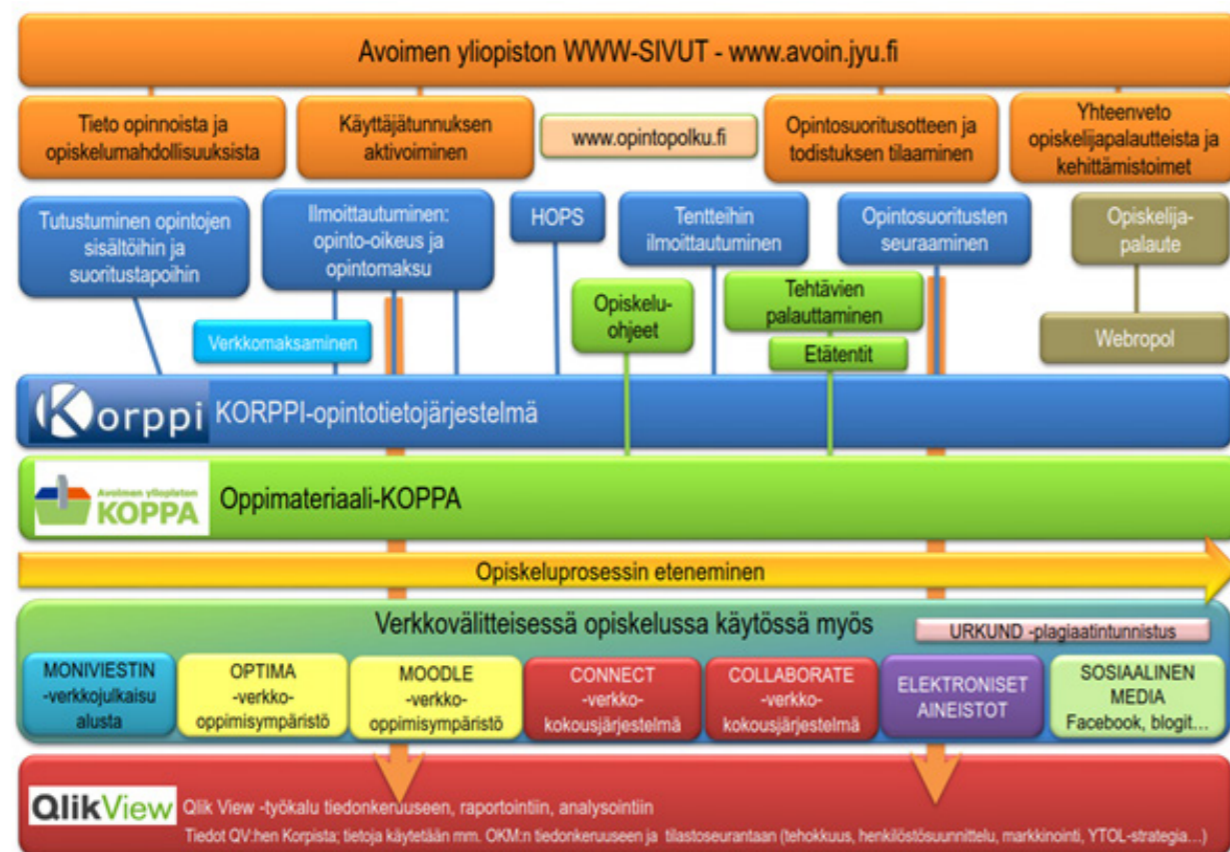 Avoimen yliopiston WWW-SIVUT - www.avoin.jyu.fi
Tieto opinnoista ja
opiskelumahdollisuuksista
Käyttäjätunnuksen
aktivoiminen
www.opintopolku.fi
Opintosuoritusotteen ja
todistuksen tilaaminen
Yhteenveto
opiskelijapalautteista ja
kehittämistoimet
Tutustuminen opintojen
sisältöihin ja
suoritustapoihin
Ilmoittautuminen:
opinto-oikeus ja
opintomaksu
HOPS
Tentteihin
ilmoittautuminen
Opintosuoritusten
seuraaminen
Opiskelija-
palaute
Verkkomaksaminen
Opiskelu-
ohjeet
Tehtävien
palauttaminen
Etätentit
Webropol
Korppi KORPPI-opintotietojärjestelmä
Avoimen yliopiston
KOPPA
Oppimateriaali-KOPPA
Opiskeluprosessin eteneminen
Verkkovälitteisessä opiskelussa käytössä myös
URKUND -plagiaatintunnistus
MONIVIESTIN
-verkkojulkaisu
alusta
OPTIMA
-verkko-
oppimisympäristö
MOODLE
-verkko-
oppimisympäristö
CONNECT
-verkko-
kokousjärjestelmä
COLLABORATE
-verkko-
kokousjärjestelmä
ELEKTRONISET
AINEISTOT
SOSIAALINEN
MEDIA
Facebook, blogit...
QlikView Qlik View -työkalu tiedonkeruuseen, raportointiin, analysointiin
Tiedot QV:hen Korpista; tietoja käytetään mm. OKM:n tiedonkeruuseen ja tilastoseurantaan (tehokkuus, henkilöstösuunnittelu, markkinointi, YTOL-strategia...)